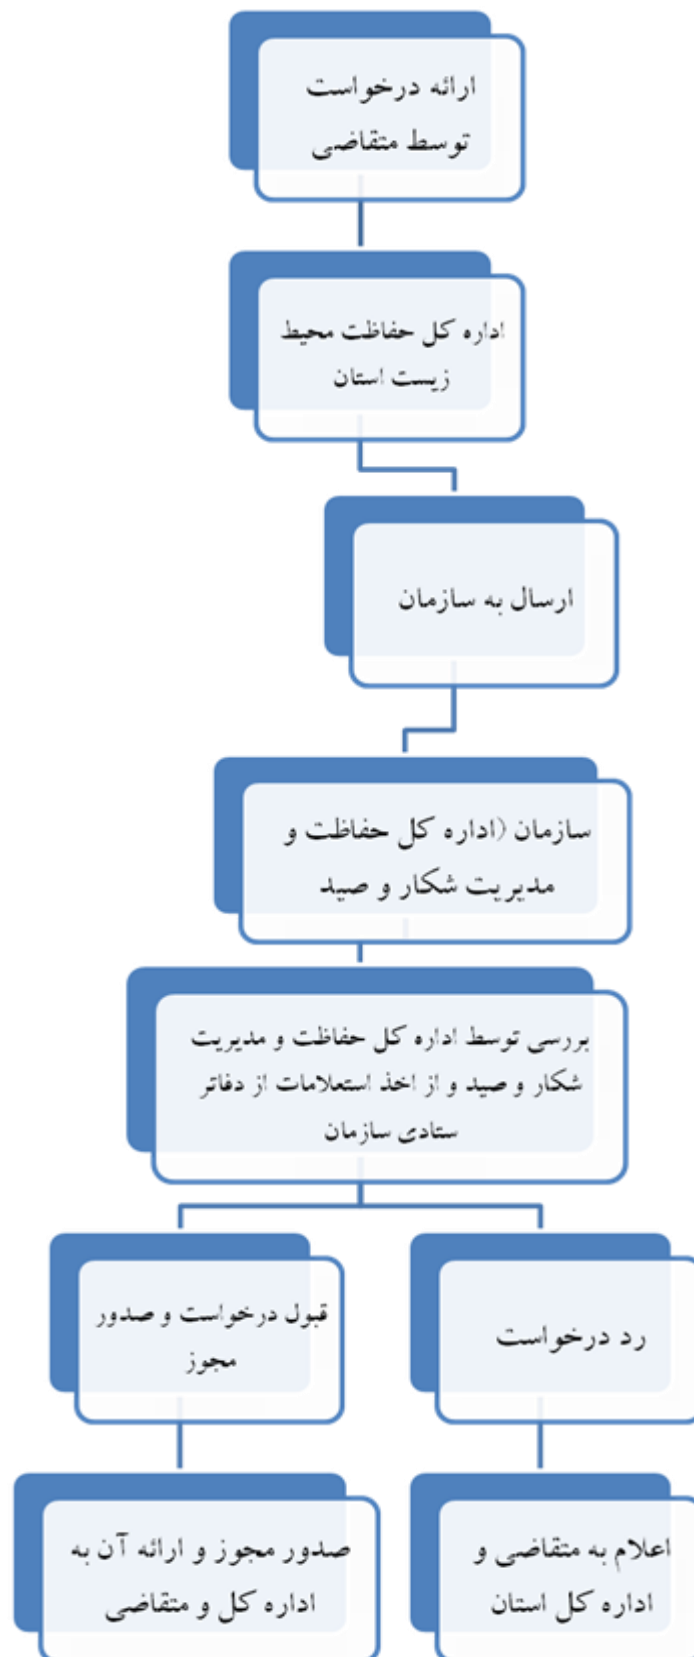 ارائه درخواست
توسط متقاضی
اداره کل حفاظت محیط
زیست استان
ارسال به سازمان
سازمان (اداره کل حفاظت و
مدیریت شکار و صید
بررسی توسط اداره کل حفاظت و مدیریت
شکار و صید و از اخذ استعلامات از دفاتر
ستادی سازمان
رد درخواست
قبول درخواست و صدور
مجوز
اعلام به متقاضی و
اداره کل استان
صدور مجوز و ارائه آن به
اداره کل و متقاضی